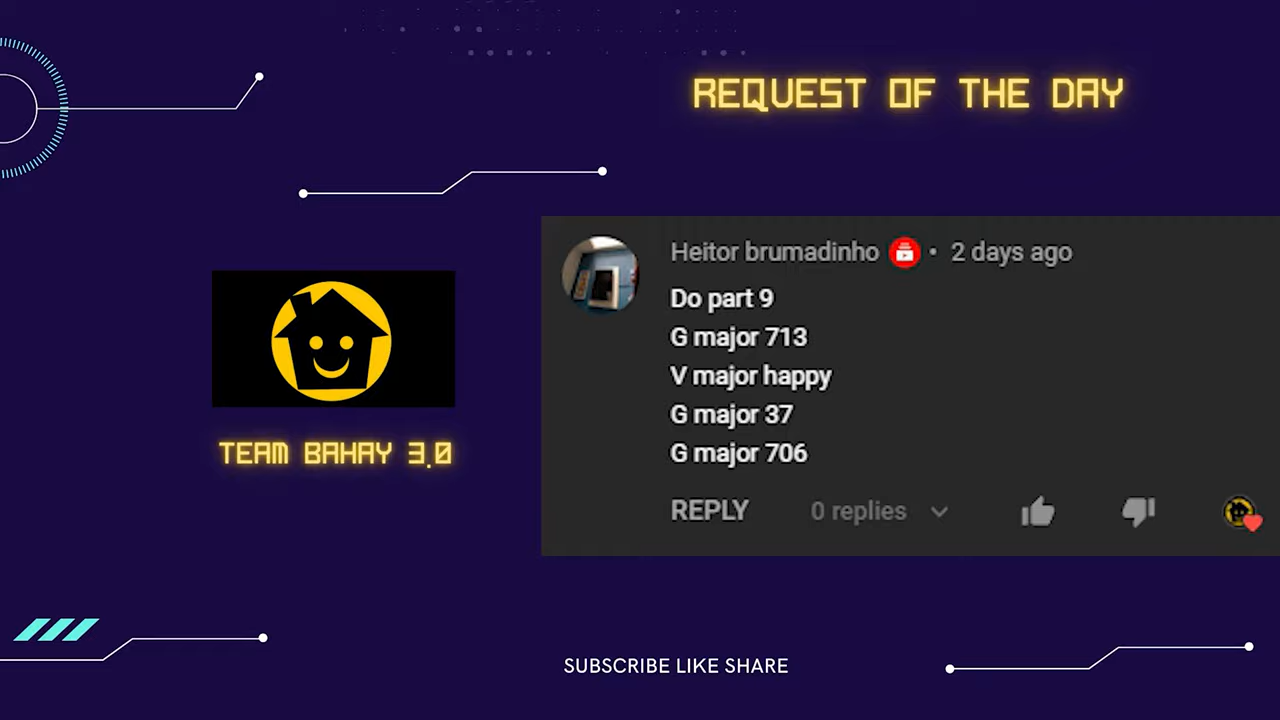 REQUEST OF THE DAY
Heitor brumadinho • 2 days ago
Do part 9
G major 713
V major happy
G major 37
G major 706
REPLY 0 replies
TEAM BAHAY 3.0
SUBSCRIBE LIKE SHARE